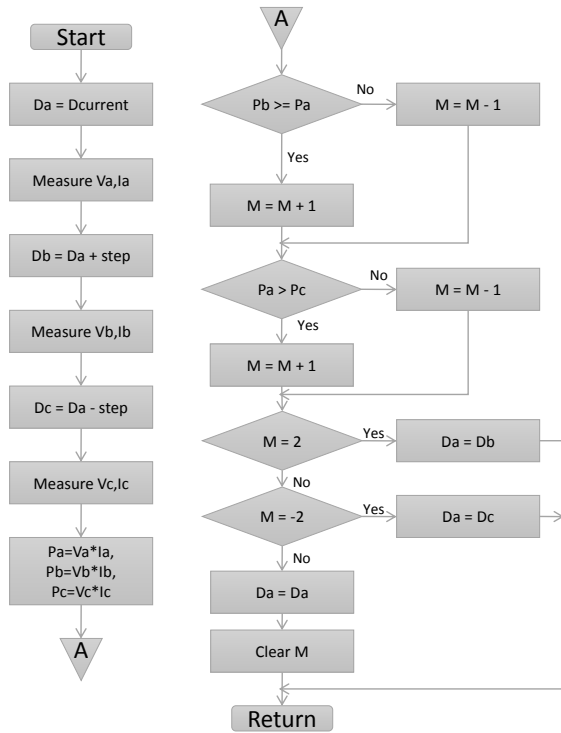 Start
Da = Dcurrent
Measure Va,Ia
Db = Da + step
Measure Vb,Ib
Dc = Da - step
Measure Vc,Ic
Pa=Va*Ia,
Pb=Vb*Ib,
Pc=Vc*Ic
A
A
Pb >= Pa
No
M = M - 1
Yes
M = M + 1
Pa > Pc
No
M = M - 1
Yes
M = M + 1
M = 2
Yes
Da = Db
No
M = -2
Yes
Da = Dc
No
Da = Da
Clear M
Return